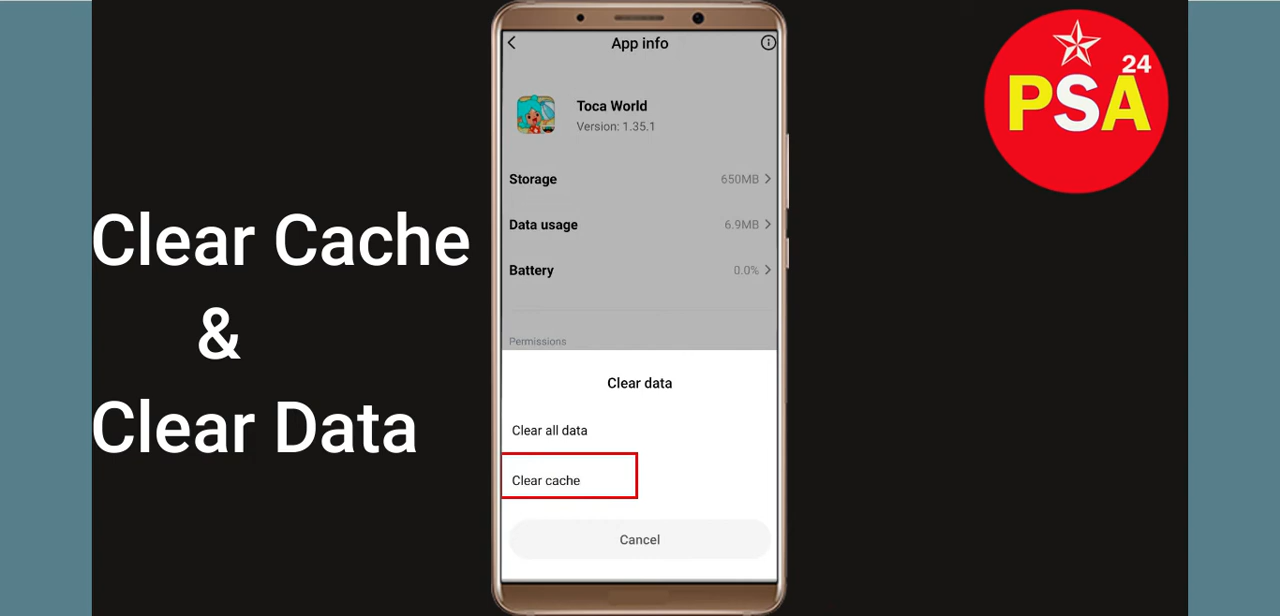 Clear Cache
&
Clear Data
App info
Toca World
Version: 1.35.1
Storage 650MB
Data usage 6.9MB
Battery 0.0%
Permissions
Clear data
Clear all data
Clear cache
Cancel
24
PSA